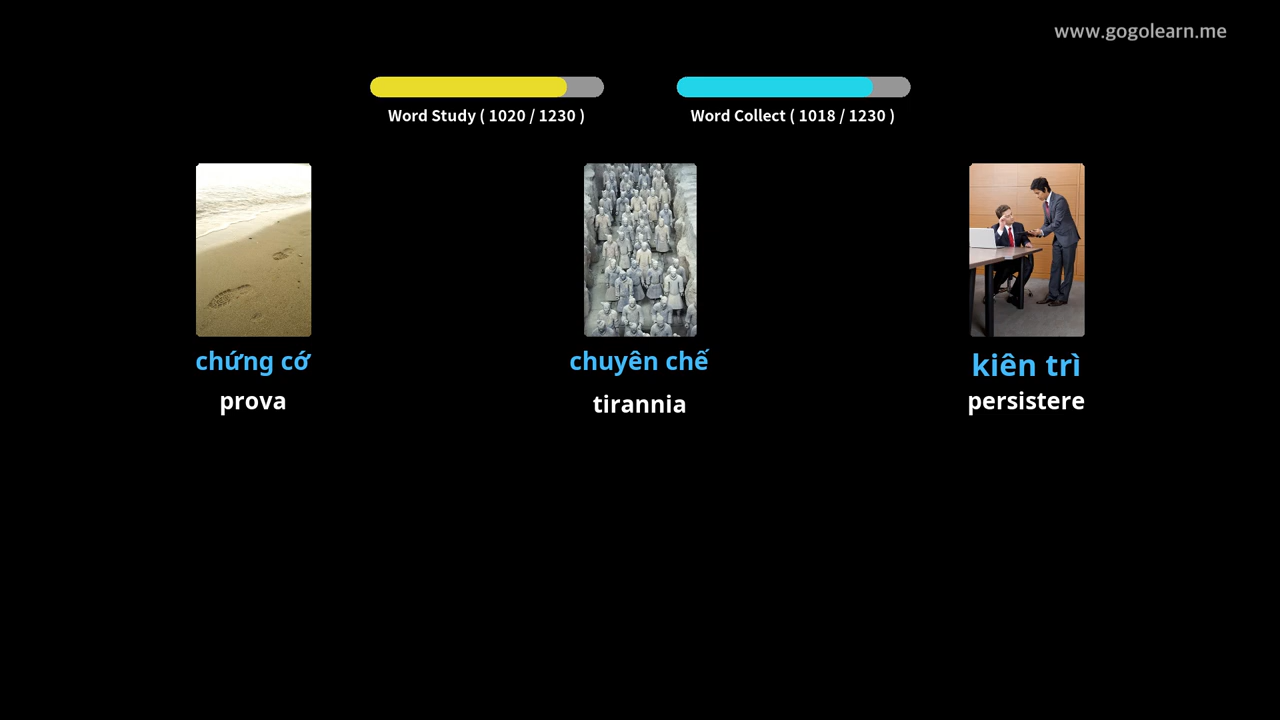 www.gogolearn.me
Word Study ( 1020 / 1230 )
Word Collect ( 1018 / 1230 )
chứng cớ
prova
chuyên chế
tirannia
kiên trì
persistere